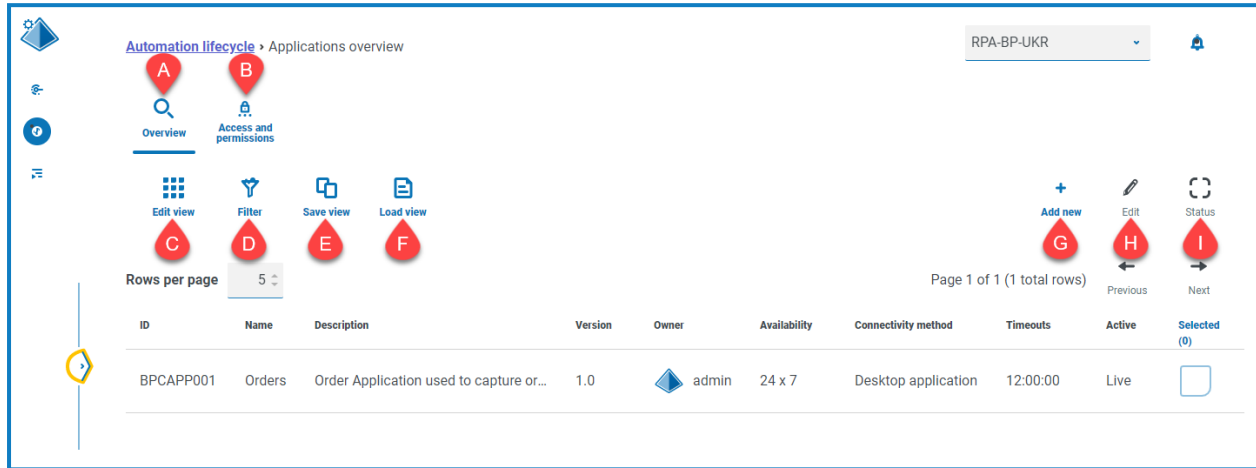 Automation lifecycle › Applications overview
RPA-BP-UKR
A
B
Overview
Access and
permissions
Edit view
Filter
Save view
Load view
Add new
Edit
Status
C
D
E
F
G
H
I
Rows per page
5
Page 1 of 1 (1 total rows)
Previous
Next
ID
Name
Description
Version
Owner
Availability
Connectivity method
Timeouts
Active
Selected
(0)
BPCAPP001
Orders
Order Application used to capture or...
1.0
admin
24 x 7
Desktop application
12:00:00
Live